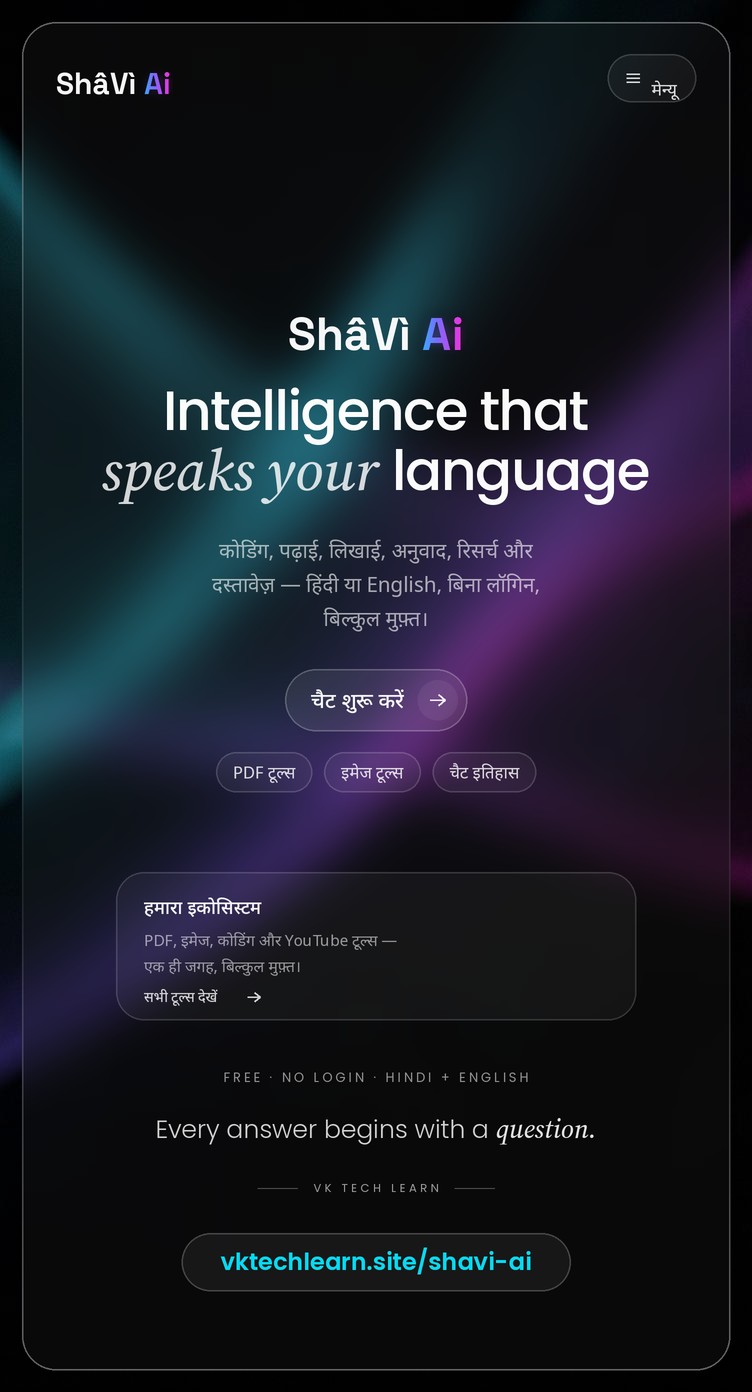 ShâVì Ai
मेन्यू
ShâVì Ai
Intelligence that
speaks your language
कोडिंग, पढ़ाई, लिखाई, अनुवाद, रिसर्च और
दस्तावेज़ — हिंदी या English, बिना लॉगिन,
बिल्कुल मुफ़्त।
चैट शुरू करें
PDF टूल्स
इमेज टूल्स
चैट इतिहास
हमारा इकोसिस्टम
PDF, इमेज, कोडिंग और YouTube टूल्स —
एक ही जगह, बिल्कुल मुफ़्त।
सभी टूल्स देखें →
FREE · NO LOGIN · HINDI + ENGLISH
Every answer begins with a question.
VK TECH LEARN
vktechlearn.site/shavi-ai